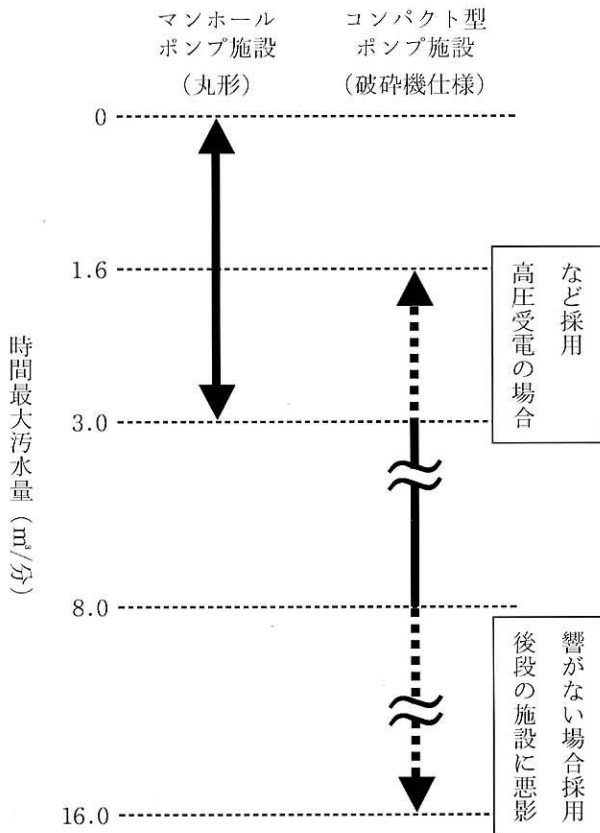 マンホール
ポンプ施設
（丸形）
コンパクト型
ポンプ施設
（破砕機仕様）
0
1.6
3.0
8.0
16.0
時間最大汚水量（㎥/分）
高圧受電の場合
など採用
後段の施設に悪影
響がない場合採用